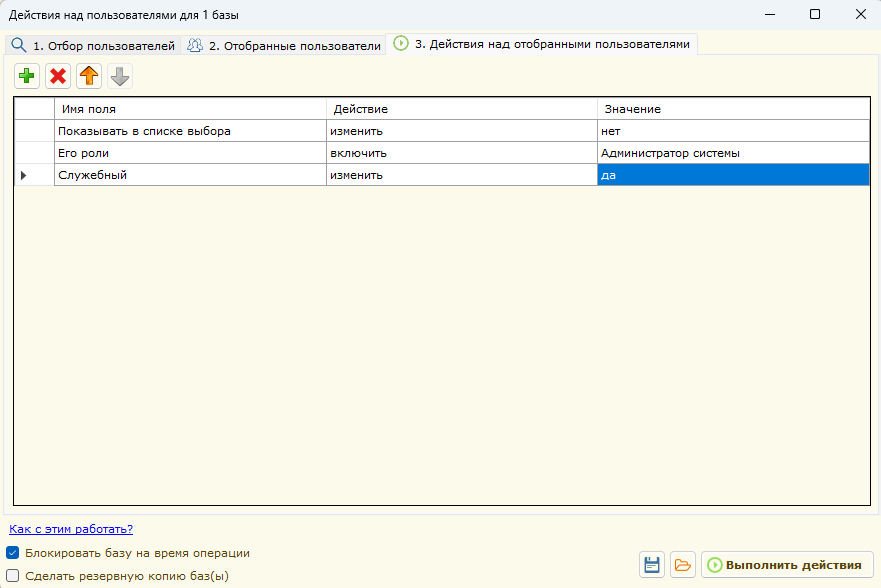 Действия над пользователями для 1 базы
1. Отбор пользователей 2. Отобранные пользователи 3. Действия над отобранными пользователями
Имя поля Действие Значение
Показывать в списке выбора изменить нет
Его роли включить Администратор системы
Служебный изменить да
Как с этим работать?
Блокировать базу на время операции
Сделать резервную копию баз(ы)
Выполнить действия